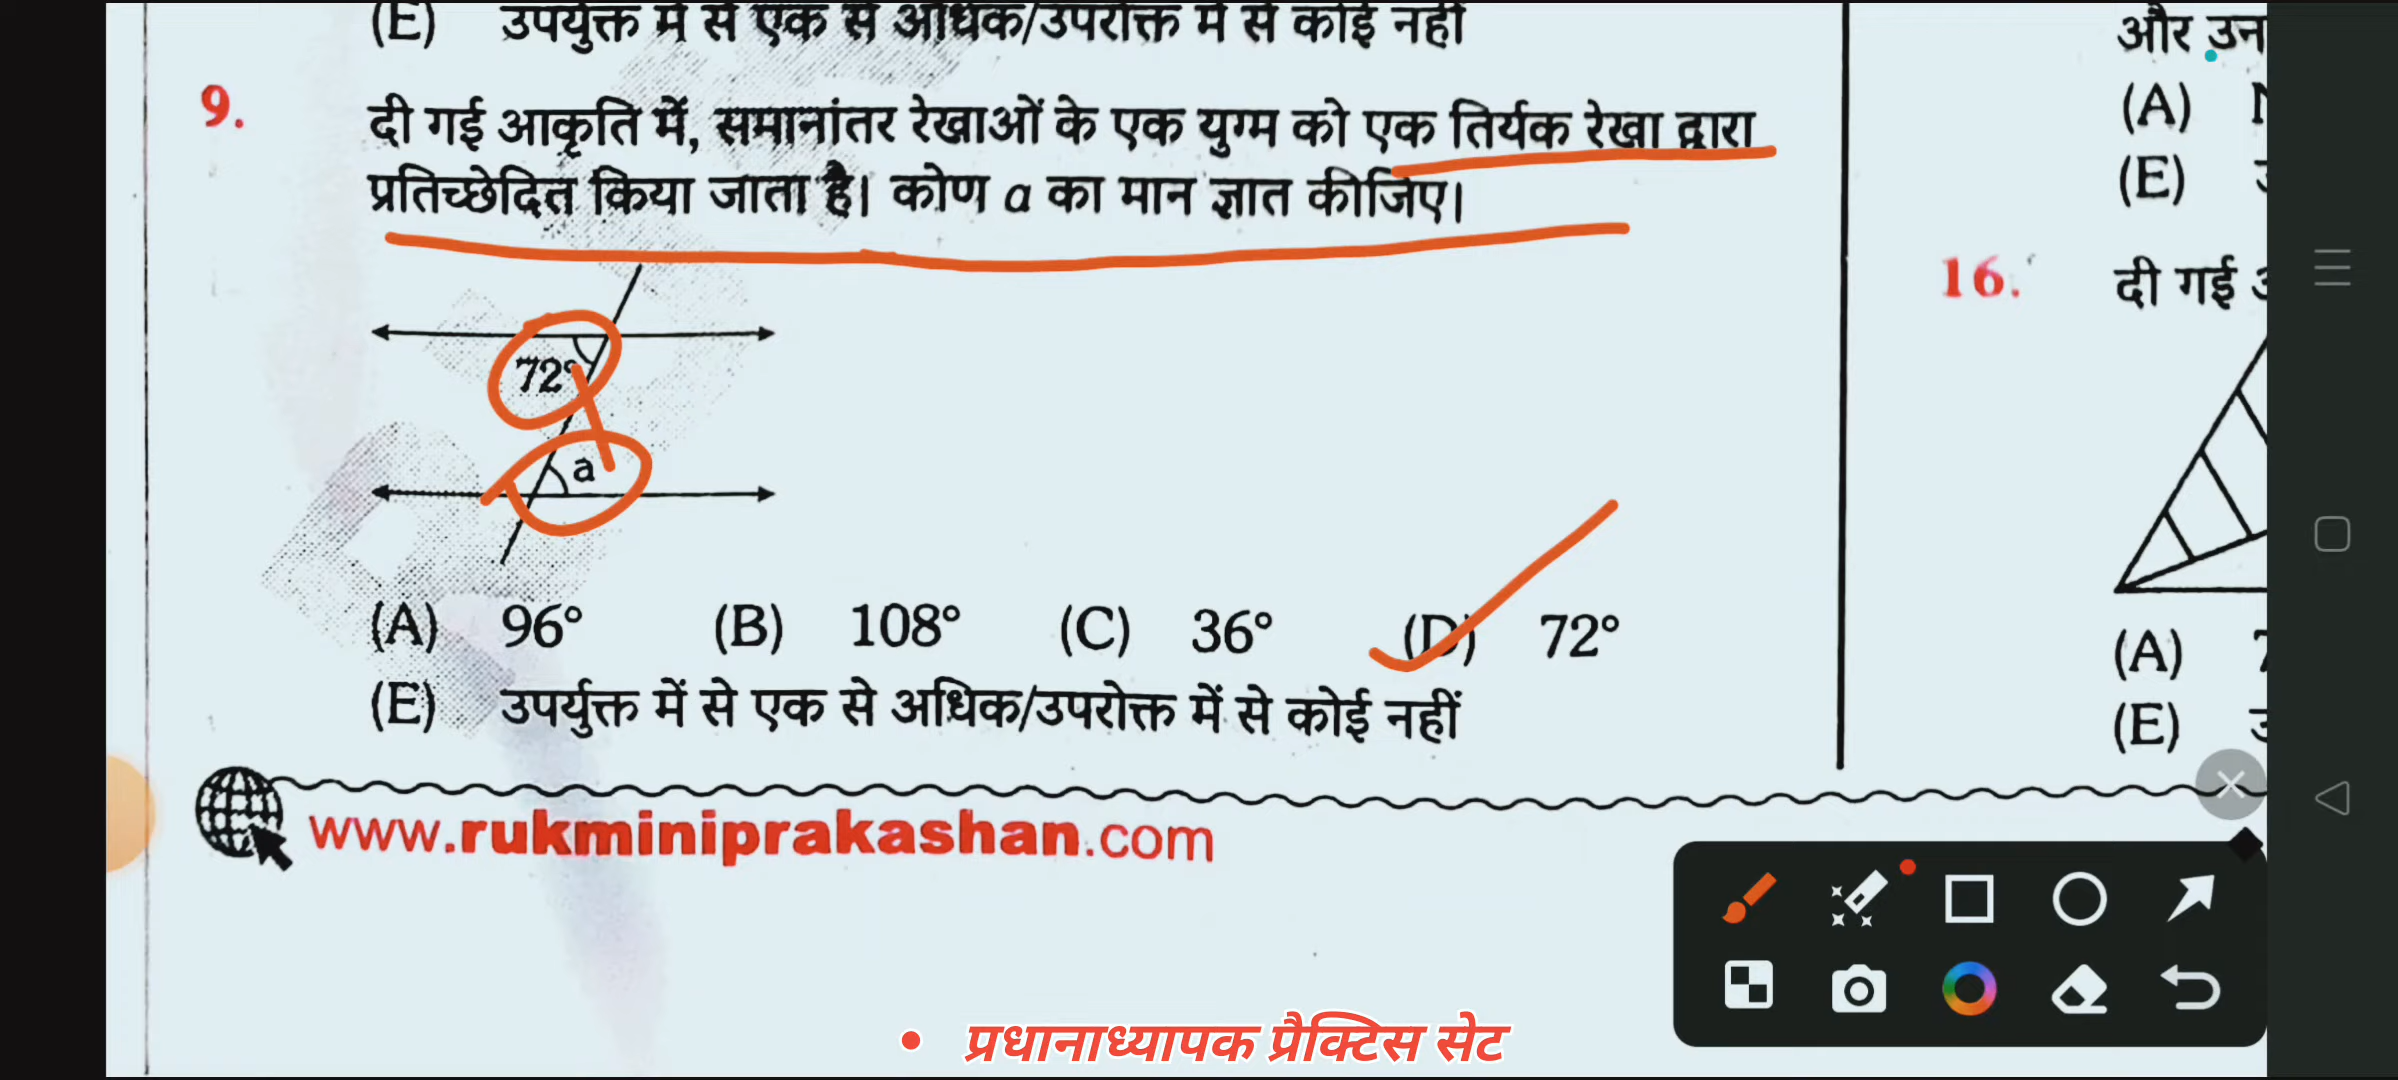 (E) उपर्युक्त में से एक से अधिक/उपरोक्त में से कोई नहीं
9. दी गई आकृति में, समानांतर रेखाओं के एक युग्म को एक तिर्यक रेखा द्वारा
प्रतिच्छेदित किया जाता है। कोण a का मान ज्ञात कीजिए।
72°
a
(A) 96° (B) 108° (C) 36° (D) 72°
(E) उपर्युक्त में से एक से अधिक/उपरोक्त में से कोई नहीं
www.rukminiprakashan.com
और उन
(A)
(E)
16. दी गई
(A) 7
(E)
• प्रधानाध्यापक प्रैक्टिस सेट